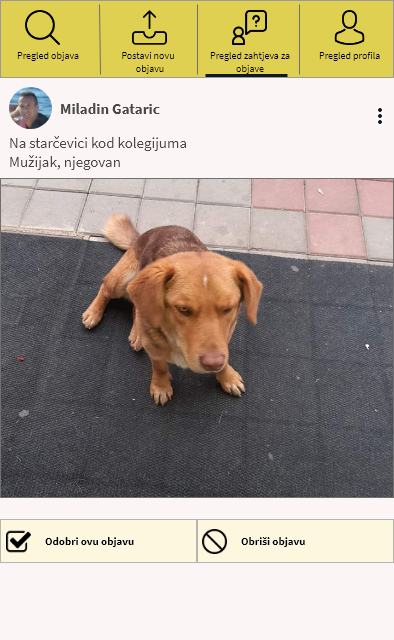 Pregled objava
Postavi novu
objavu
Pregled zahtjeva za
objave
Pregled profila
Miladin Gataric
Na starčevici kod kolegijuma
Mužijak, njegovan
Odobri ovu objavu
Obriši objavu